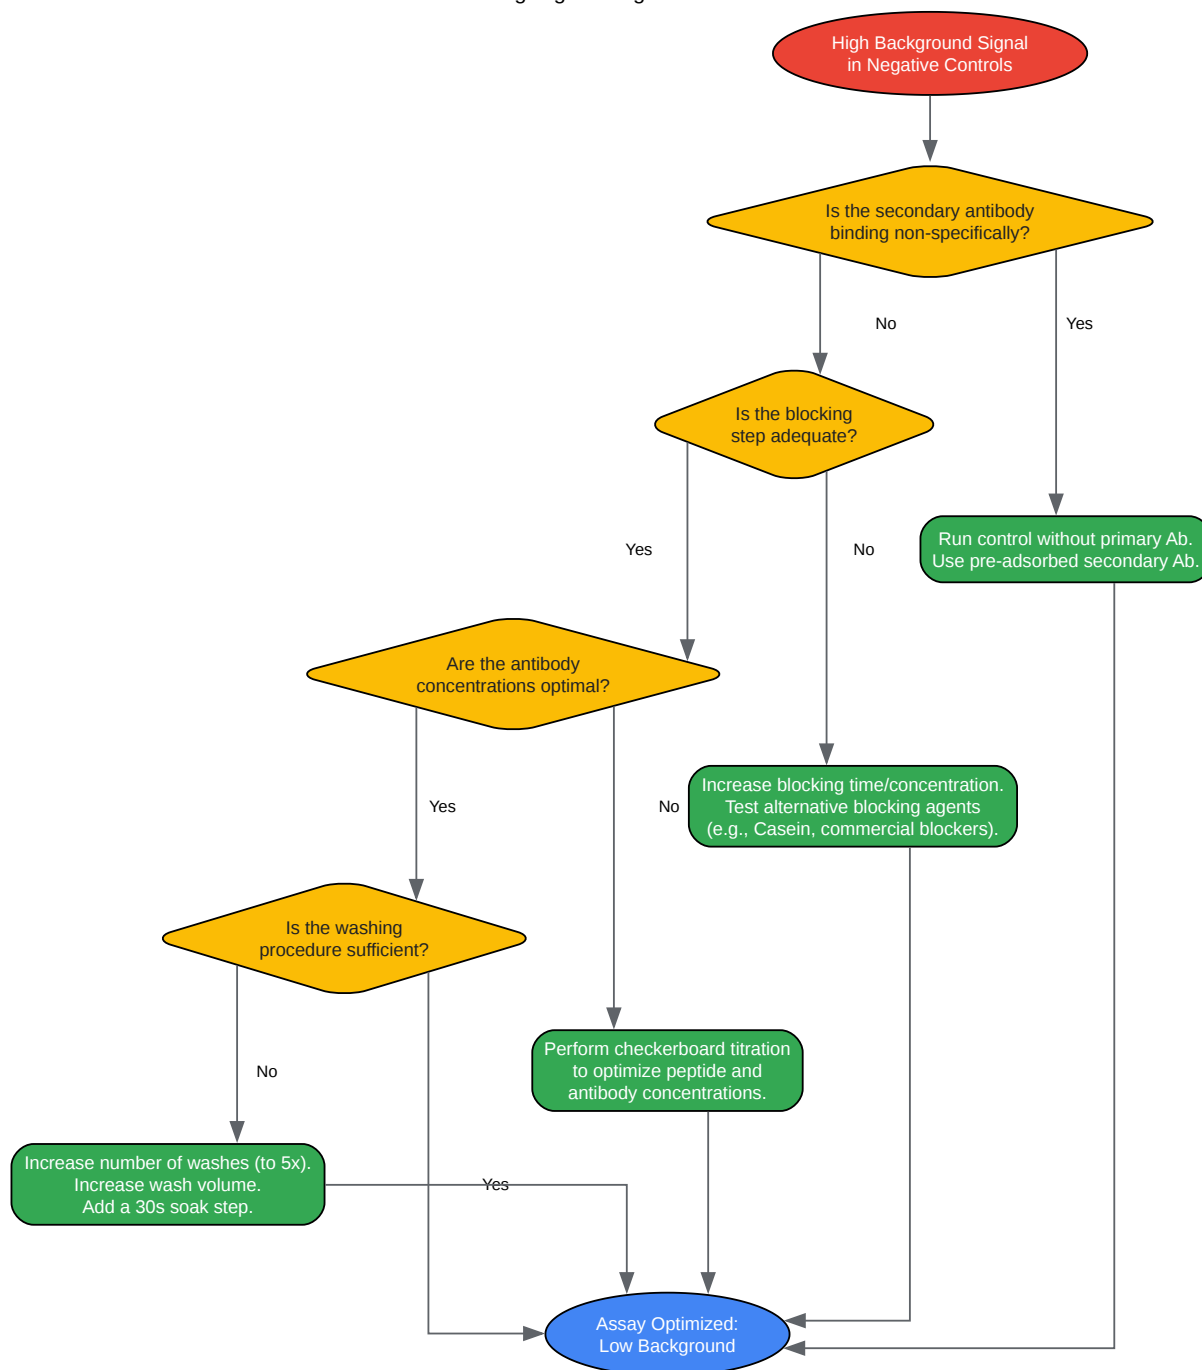 High Background Signal
in Negative Controls
Is the secondary antibody
binding non-specifically?
No
Yes
Is the blocking
step adequate?
Yes
No
Run control without primary Ab.
Use pre-adsorbed secondary Ab.
Are the antibody
concentrations optimal?
Yes
No
Increase blocking time/concentration.
Test alternative blocking agents
(e.g., Casein, commercial blockers).
Is the washing
procedure sufficient?
No
Perform checkerboard titration
to optimize peptide and
antibody concentrations.
Increase number of washes (to 5x).
Increase wash volume.
Add a 30s soak step.
Yes
Assay Optimized:
Low Background